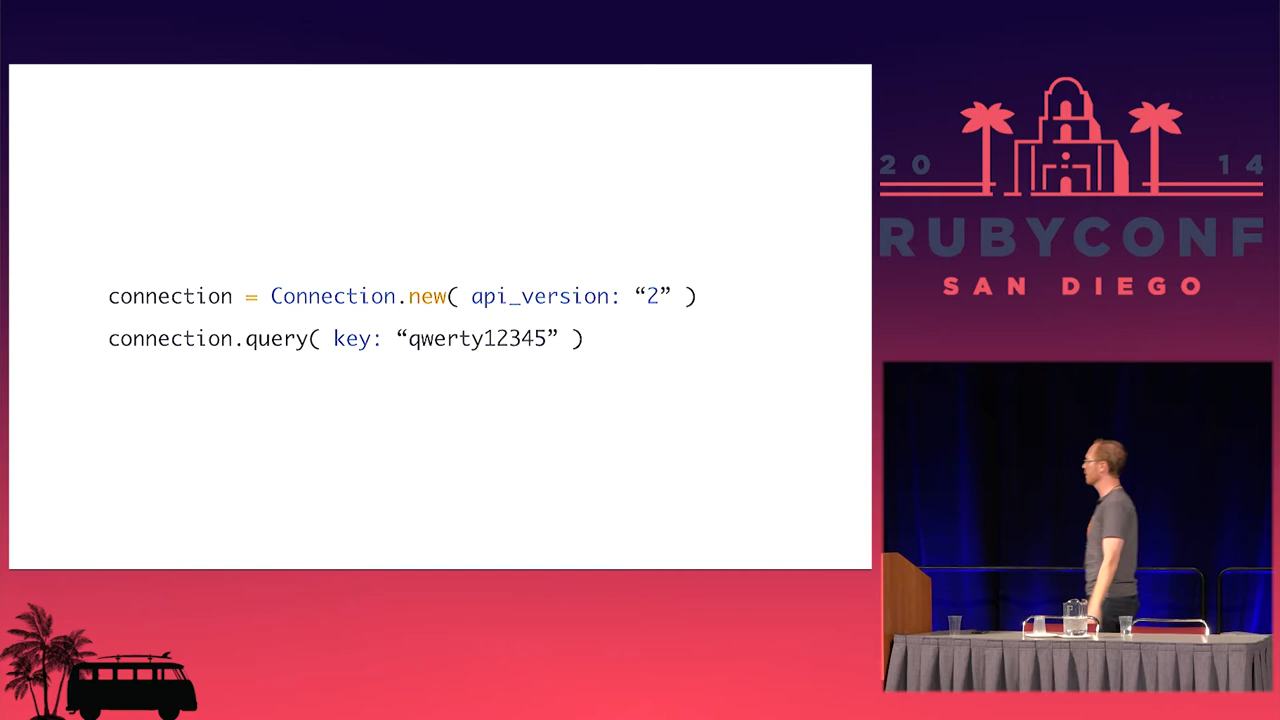 connection = Connection.new( api_version: “2” )
connection.query( key: “qwerty12345” )
20 14
RUBYCONF
SAN DIEGO